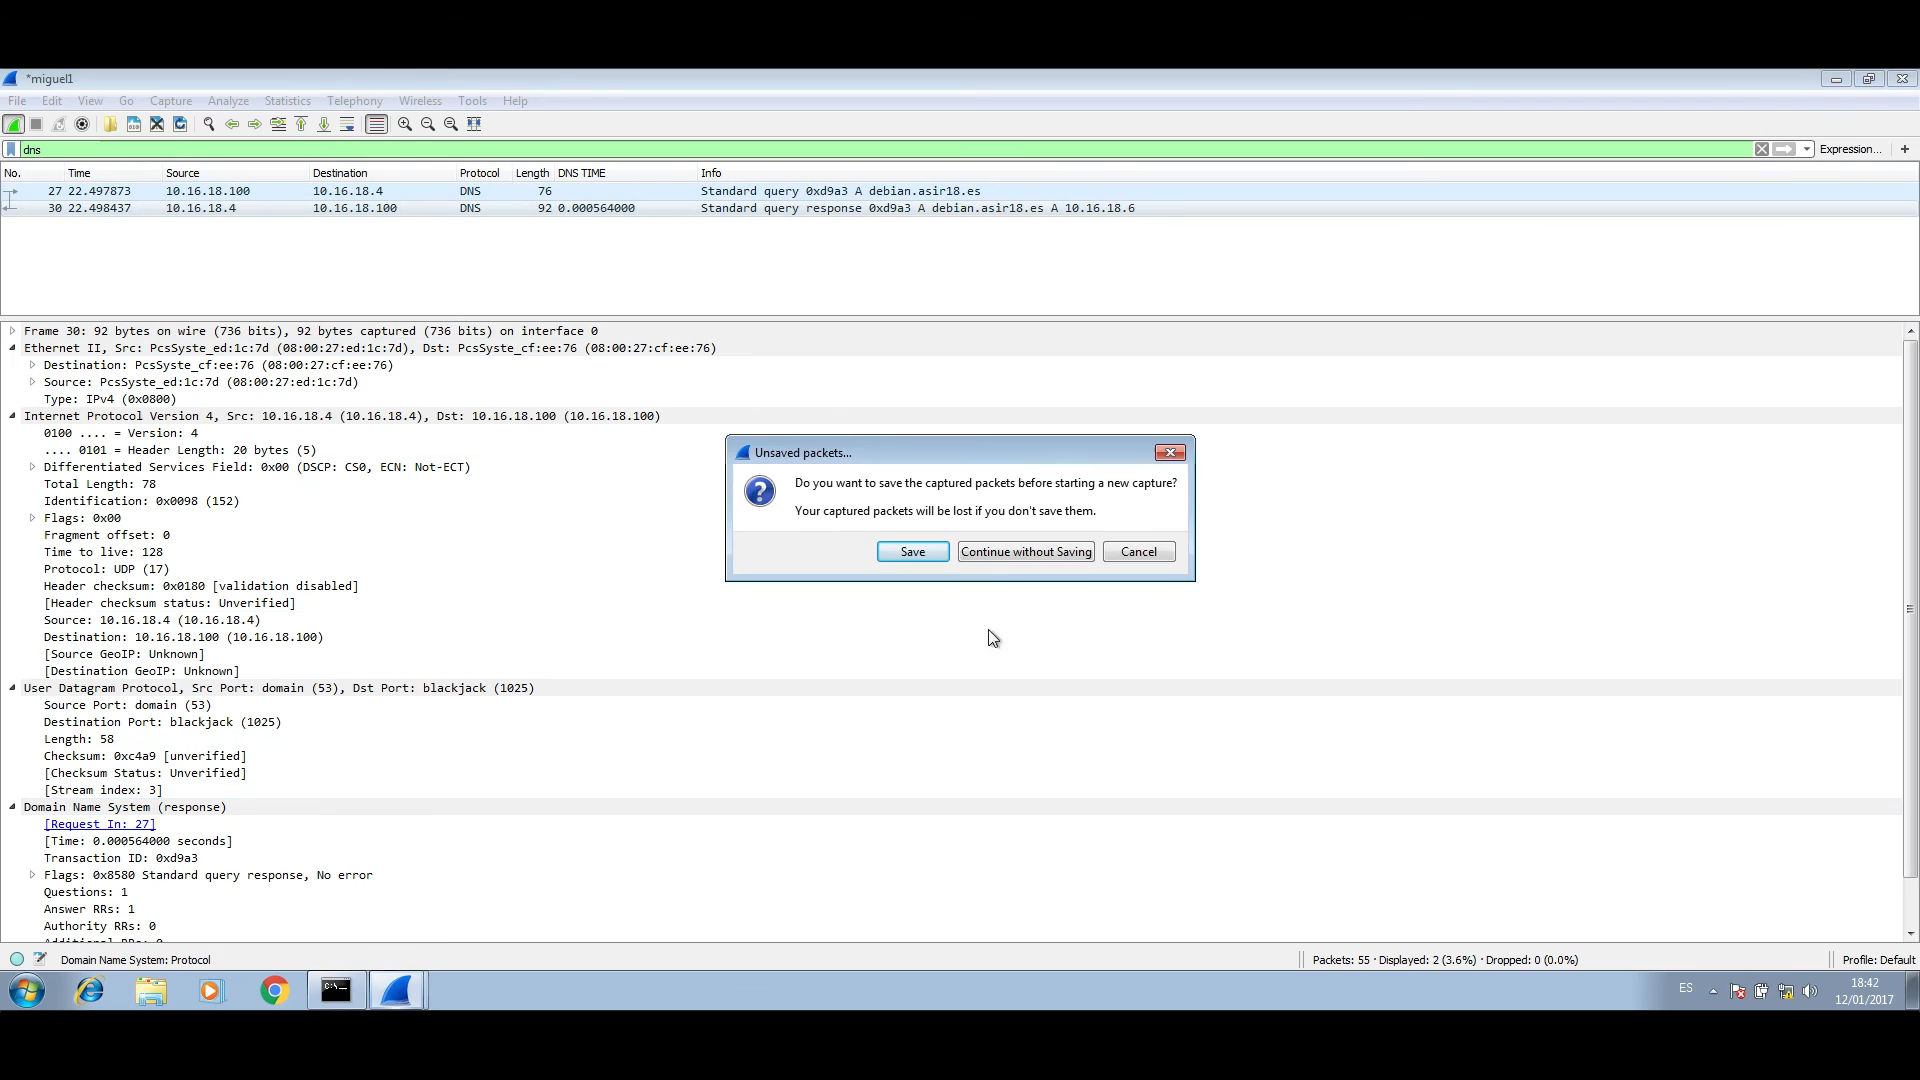 *miguel1
File Edit View Go Capture Analyze Statistics Telephony Wireless Tools Help
dns
Expression... +
No. Time Source Destination Protocol Length DNS TIME Info
27 22.497873 10.16.18.100 10.16.18.4 DNS 76 Standard query 0xd9a3 A debian.asir18.es
30 22.498437 10.16.18.4 10.16.18.100 DNS 92 0.000564000 Standard query response 0xd9a3 A debian.asir18.es A 10.16.18.6
Frame 30: 92 bytes on wire (736 bits), 92 bytes captured (736 bits) on interface 0
Ethernet II, Src: PcsSyste_ed:1c:7d (08:00:27:ed:1c:7d), Dst: PcsSyste_cf:ee:76 (08:00:27:cf:ee:76)
Destination: PcsSyste_cf:ee:76 (08:00:27:cf:ee:76)
Source: PcsSyste_ed:1c:7d (08:00:27:ed:1c:7d)
Type: IPv4 (0x0800)
Internet Protocol Version 4, Src: 10.16.18.4 (10.16.18.4), Dst: 10.16.18.100 (10.16.18.100)
0100 .... = Version: 4
.... 0101 = Header Length: 20 bytes (5)
Differentiated Services Field: 0x00 (DSCP: CS0, ECN: Not-ECT)
Total Length: 78
Identification: 0x0098 (152)
Flags: 0x00
Fragment offset: 0
Time to live: 128
Protocol: UDP (17)
Header checksum: 0x0180 [validation disabled]
[Header checksum status: Unverified]
Source: 10.16.18.4 (10.16.18.4)
Destination: 10.16.18.100 (10.16.18.100)
[Source GeoIP: Unknown]
[Destination GeoIP: Unknown]
User Datagram Protocol, Src Port: domain (53), Dst Port: blackjack (1025)
Source Port: domain (53)
Destination Port: blackjack (1025)
Length: 58
Checksum: 0xc4a9 [unverified]
[Checksum Status: Unverified]
[Stream index: 3]
Domain Name System (response)
[Request In: 27]
[Time: 0.000564000 seconds]
Transaction ID: 0xd9a3
Flags: 0x8580 Standard query response, No error
Questions: 1
Answer RRs: 1
Authority RRs: 0
Additional RRs: 0
Unsaved packets...
Do you want to save the captured packets before starting a new capture?
Your captured packets will be lost if you don't save them.
Save Continue without Saving Cancel
Domain Name System: Protocol
Packets: 55 · Displayed: 2 (3.6%) · Dropped: 0 (0.0%)
Profile: Default
C:\_
ES
18:42
12/01/2017